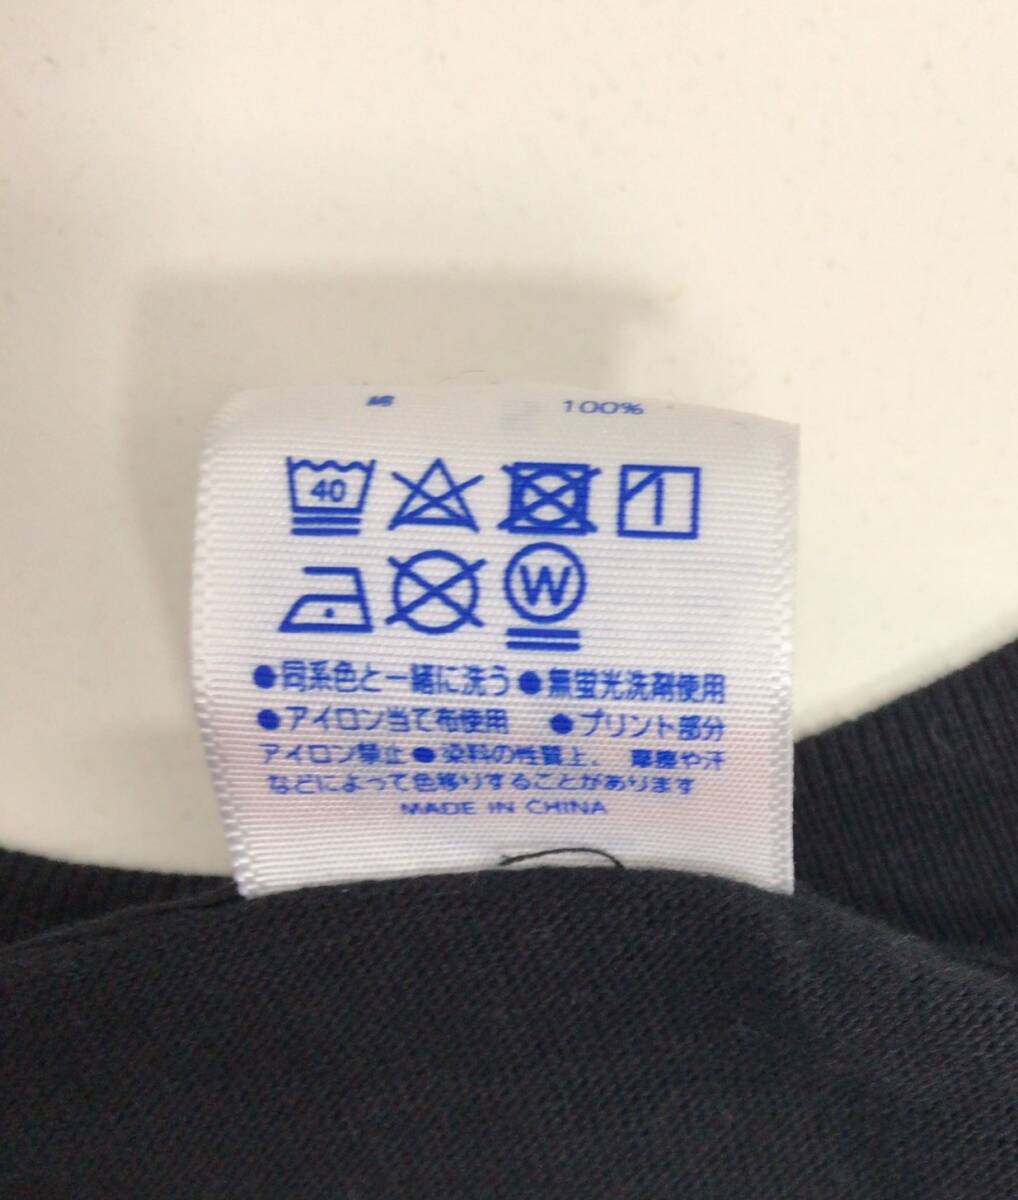 綿 100%
40
W
●同系色と一緒に洗う ●無蛍光洗剤使用
●アイロン当て布使用 ●プリント部分
アイロン禁止 ●染料の性質上、摩擦や汗
などによって色移りすることがあります
MADE IN CHINA